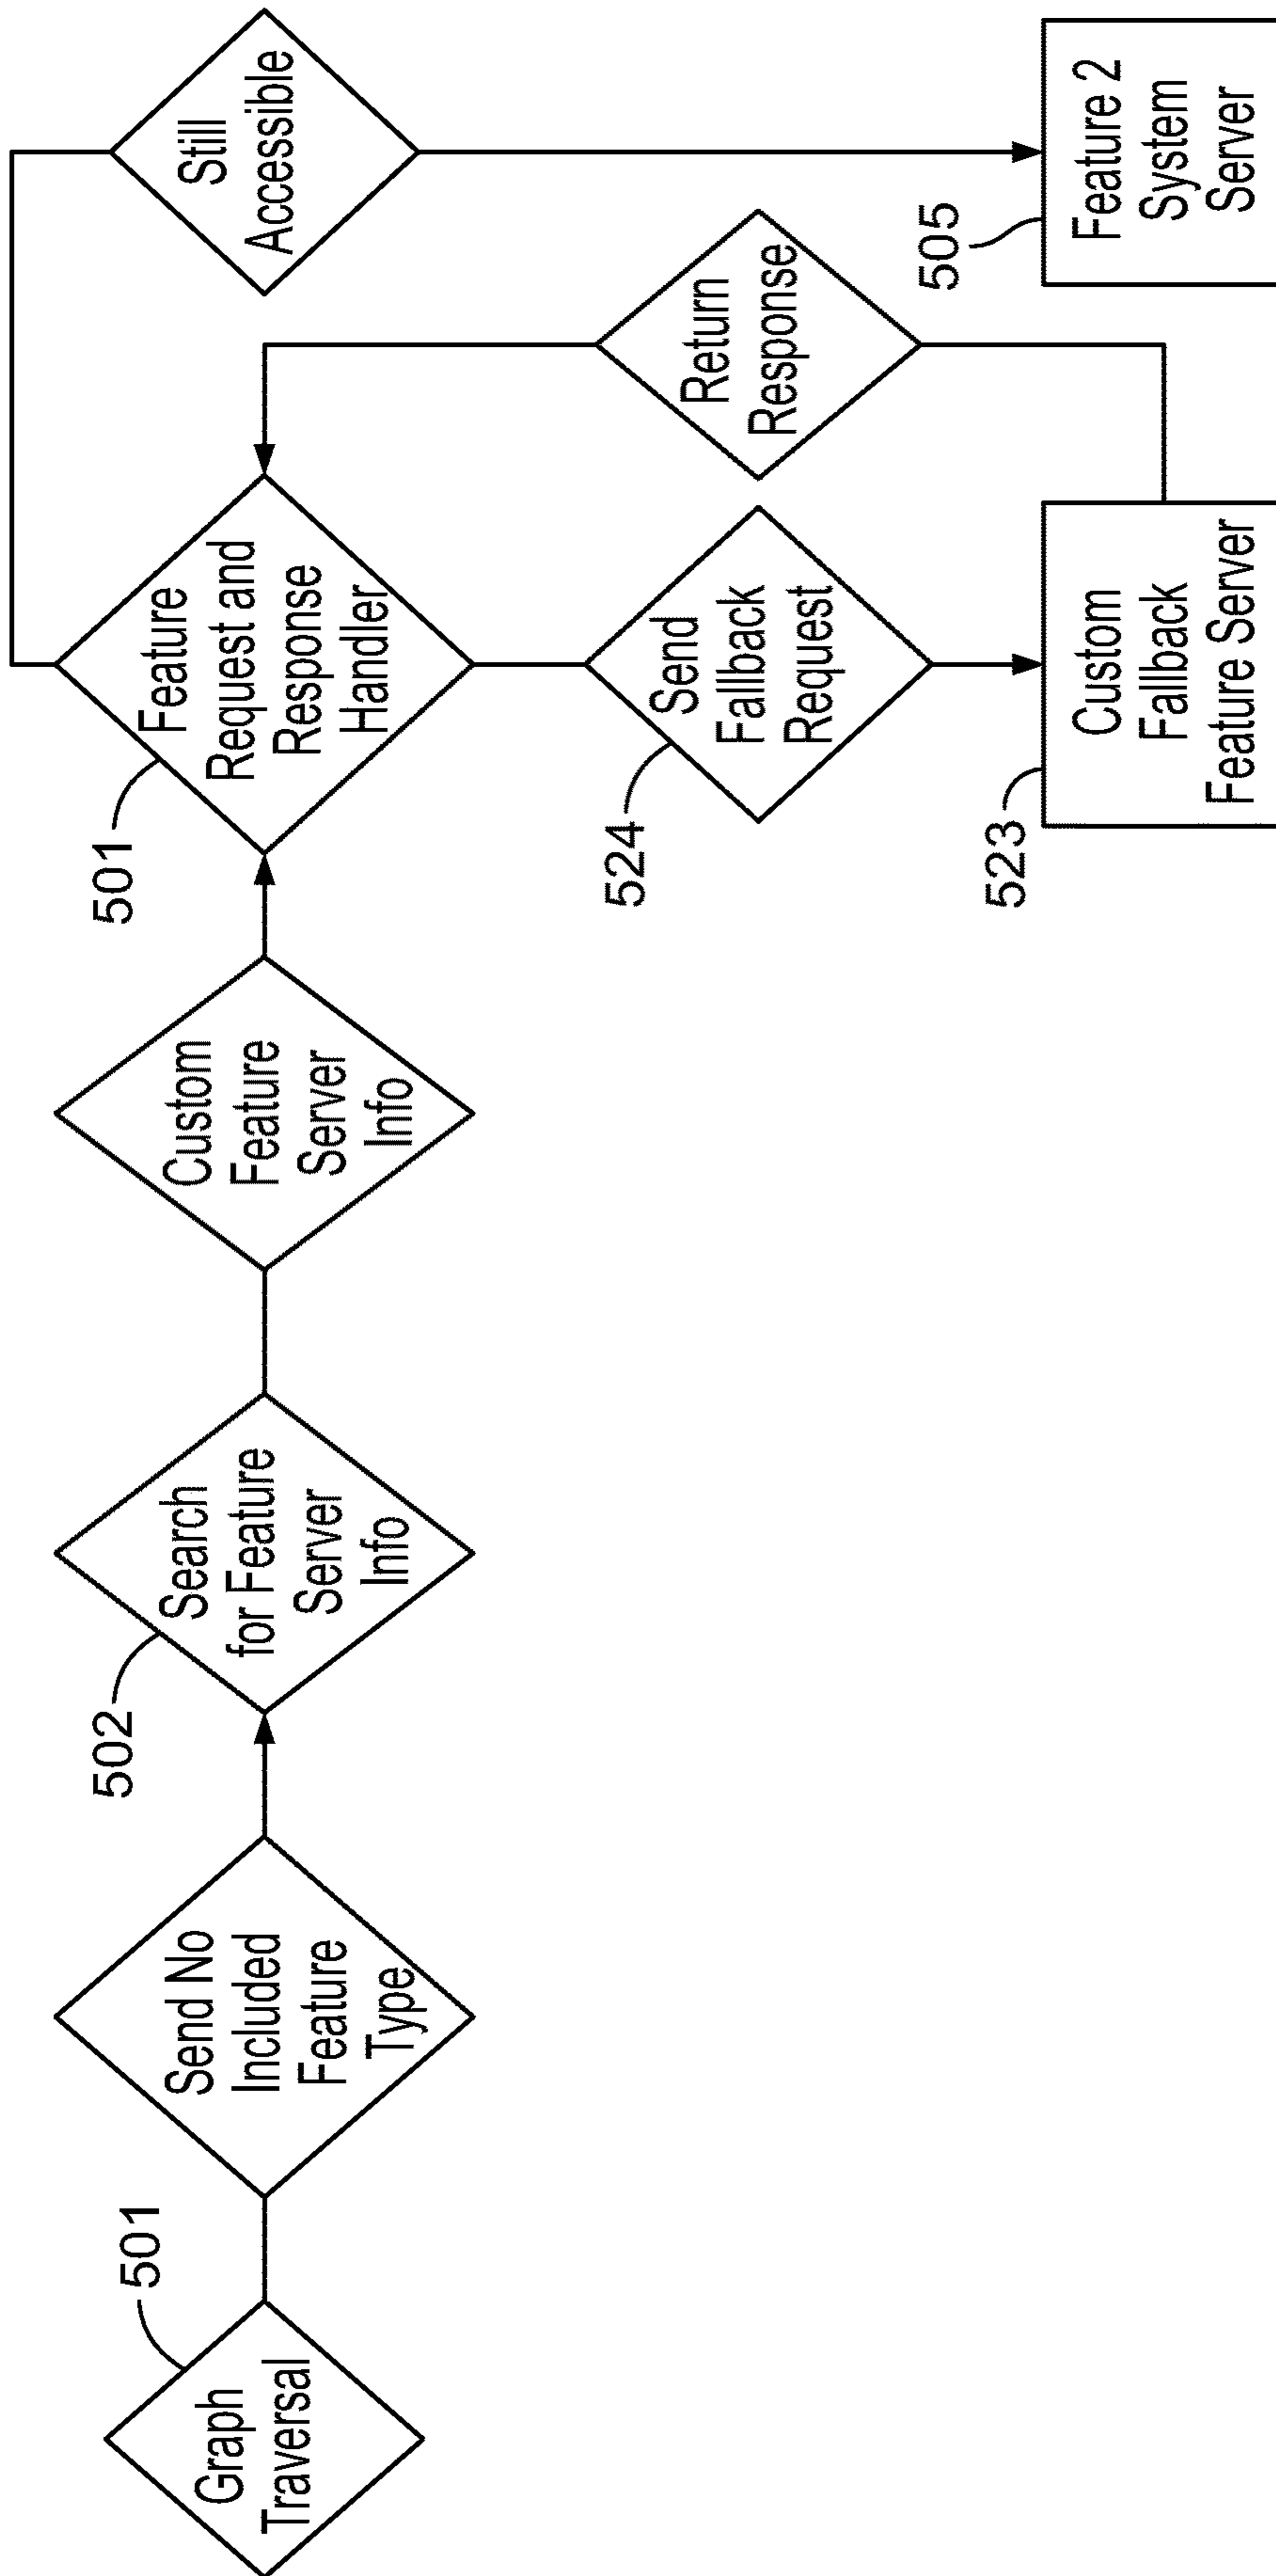 501
Graph
Traversal
Send No
Included
Feature
Type
502
Search
for Feature
Server
Info
Custom
Feature
Server
Info
501
Feature
Request and
Response
Handler
Still
Accessible
524
Send
Fallback
Request
Return
Response
523
Custom
Fallback
Feature Server
505
Feature 2
System
Server